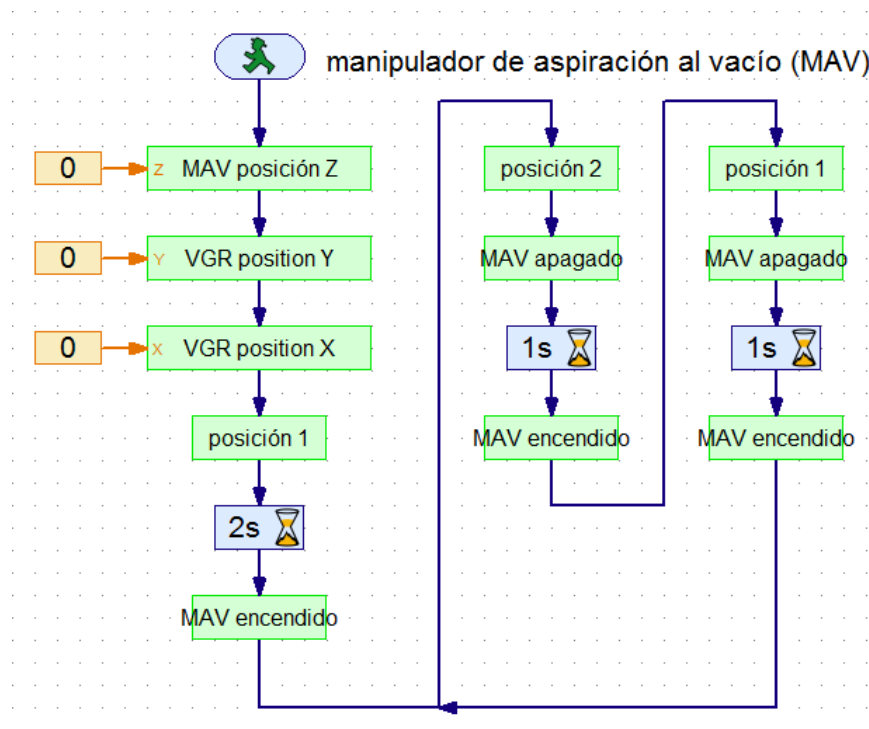 manipulador de aspiración al vacío (MAV)
0
Z MAV posición Z
0
Y VGR position Y
0
X VGR position X
posición 1
2s
MAV encendido
posición 2
MAV apagado
1s
MAV encendido
posición 1
MAV apagado
1s
MAV encendido